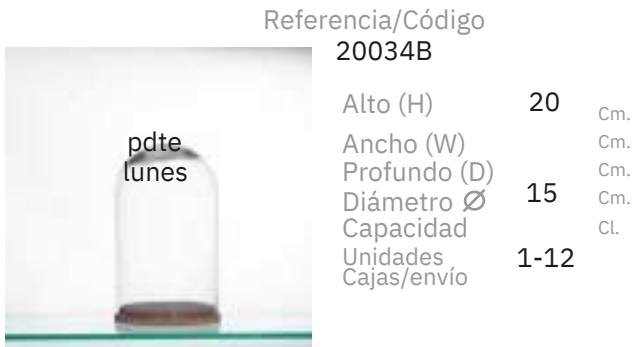 Referencia/Código
20034B
pdte
lunes
Alto (H) 20 Cm.
Ancho (W) Cm.
Profundo (D) Cm.
Diámetro Ø 15 Cm.
Capacidad Cl.
Unidades
Cajas/envío 1-12